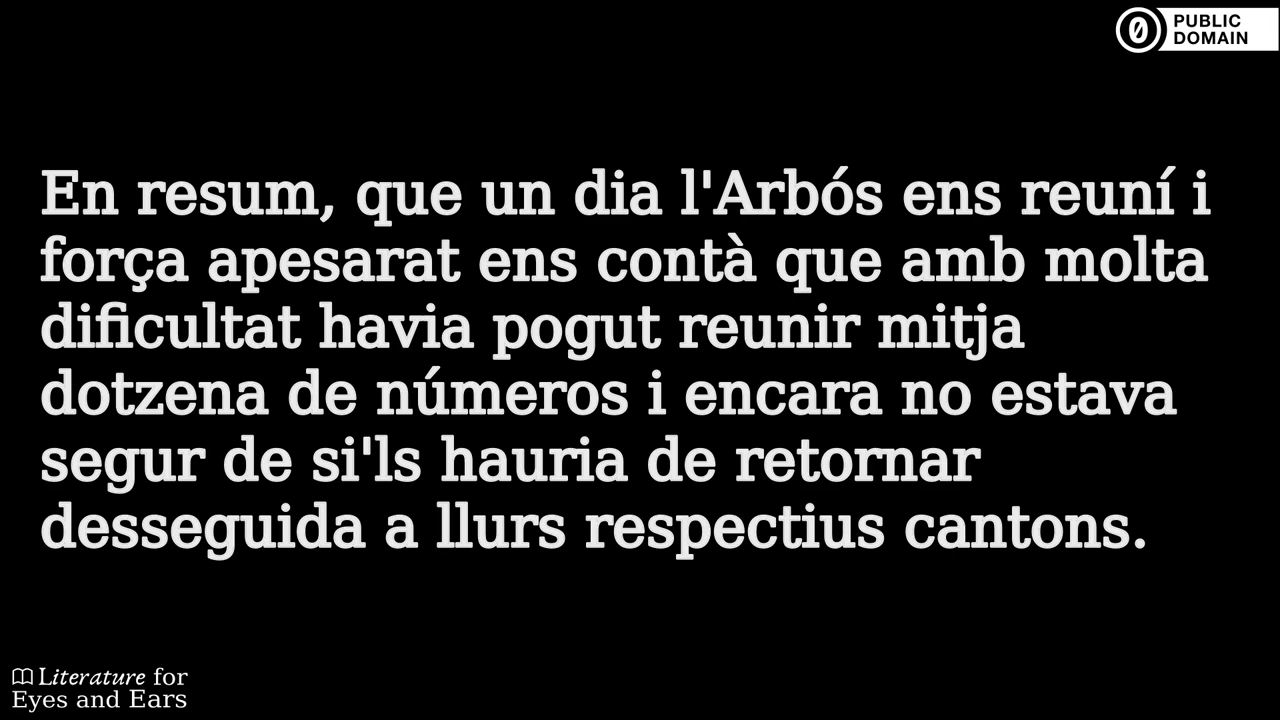 PUBLIC
DOMAIN
En resum, que un dia l'Arbós ens reuní i
força apesarat ens contà que amb molta
dificultat havia pogut reunir mitja
dotzena de números i encara no estava
segur de si'ls hauria de retornar
desseguida a llurs respectius cantons.
Literature for
Eyes and Ears